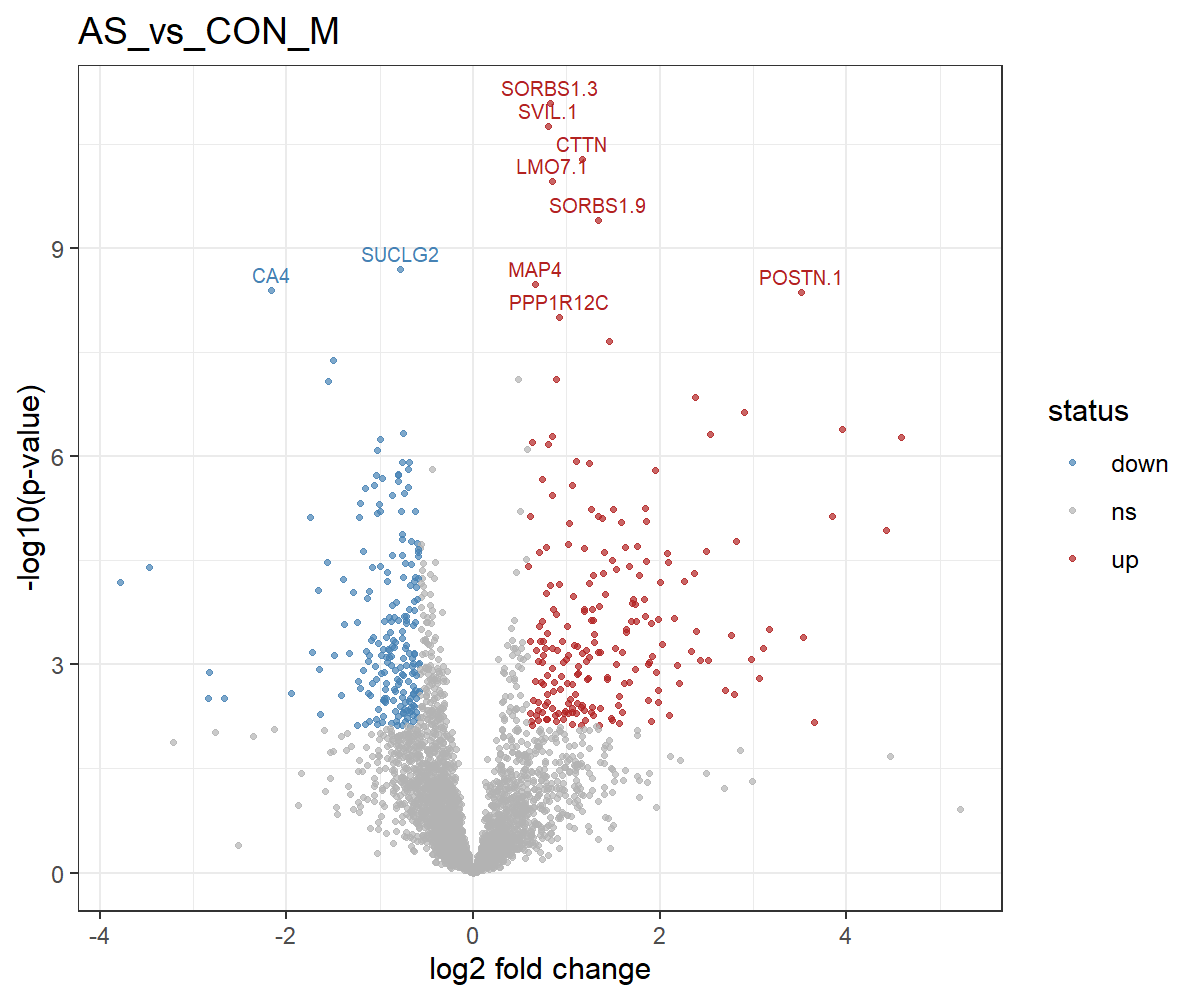 AS_vs_CON_M
SORBS1.3
SVIL.1
CTTN
LMO7.1
SORBS1.9
SUCLG2
CA4
MAP4
POSTN.1
PPP1R12C
-log10(p-value)
9
6
3
0
-4
-2
0
2
4
log2 fold change
status
down
ns
up